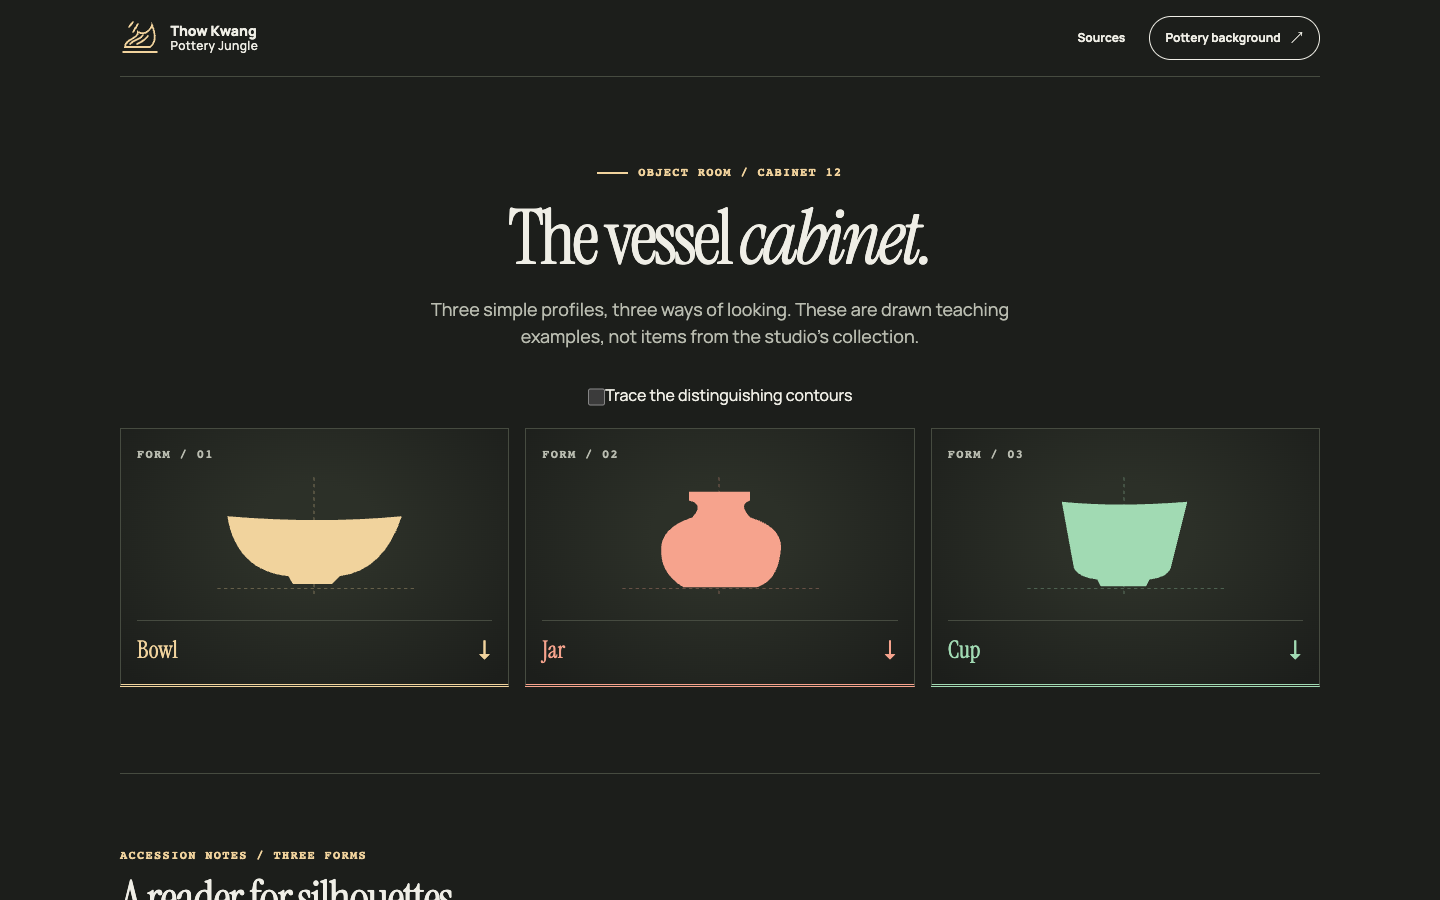 Thow Kwang
Pottery Jungle
Sources
Pottery background
OBJECT ROOM / CABINET 12
The vessel cabinet.
Three simple profiles, three ways of looking. These are drawn teaching
examples, not items from the studio’s collection.
Trace the distinguishing contours
FORM / 01
FORM / 02
FORM / 03
Bowl
Jar
Cup
ACCESSION NOTES / THREE FORMS
A reader for silhouettes